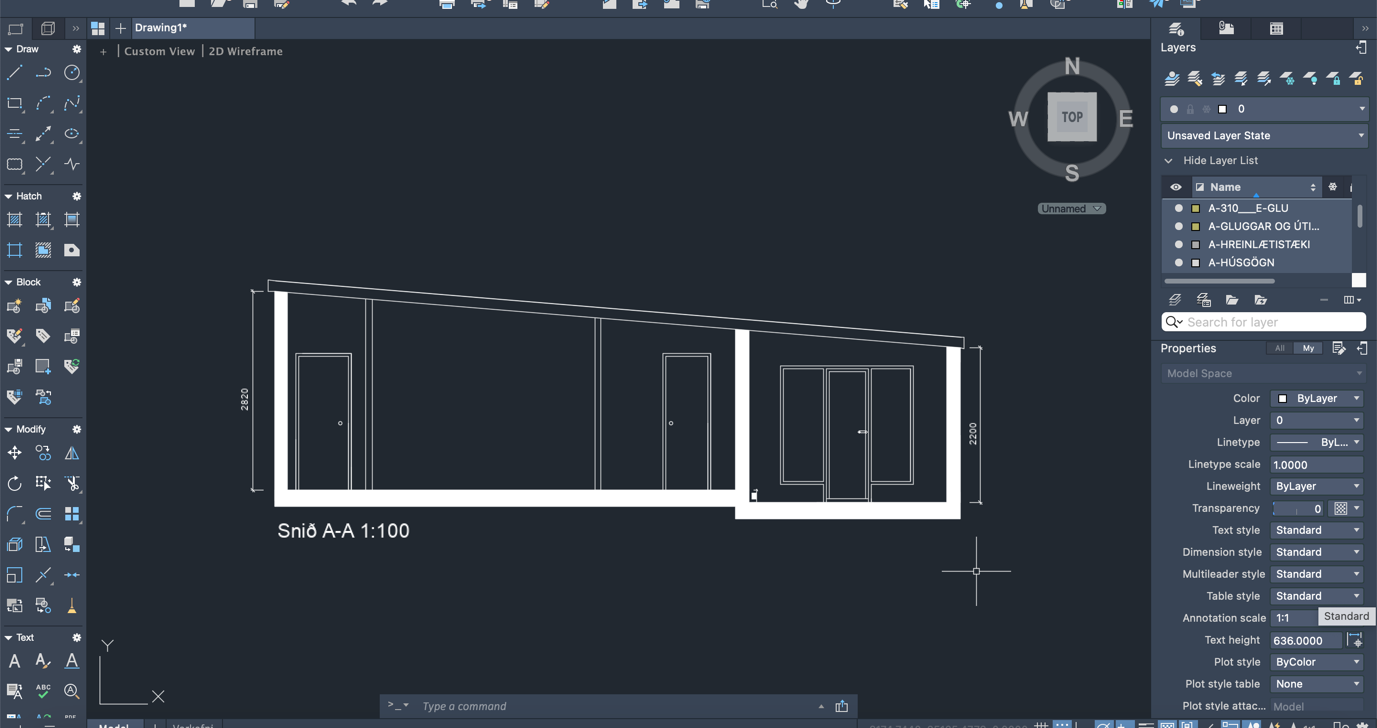 Drawing1*
Draw
+ | Custom View | 2D Wireframe
N
W
TOP
E
S
Unnamed
Layers
0
Unsaved Layer State
Hide Layer List
Name
A-310___E-GLU
A-GLUGGAR OG ÚTI...
A-HREINLÆTISTÆKI
A-HÚSGÖGN
Search for layer
Hatch
Block
Modify
Text
2820
2200
Snið A-A 1:100
Y
X
>_ Type a command
Properties
All My
Model Space
Color ByLayer
Layer 0
Linetype ByL...
Linetype scale 1.0000
Lineweight ByLayer
Transparency 0
Text style Standard
Dimension style Standard
Multileader style Standard
Table style Standard
Annotation scale 1:1 Standard
Text height 636.0000
Plot style ByColor
Plot style table None
Plot style attac... Model